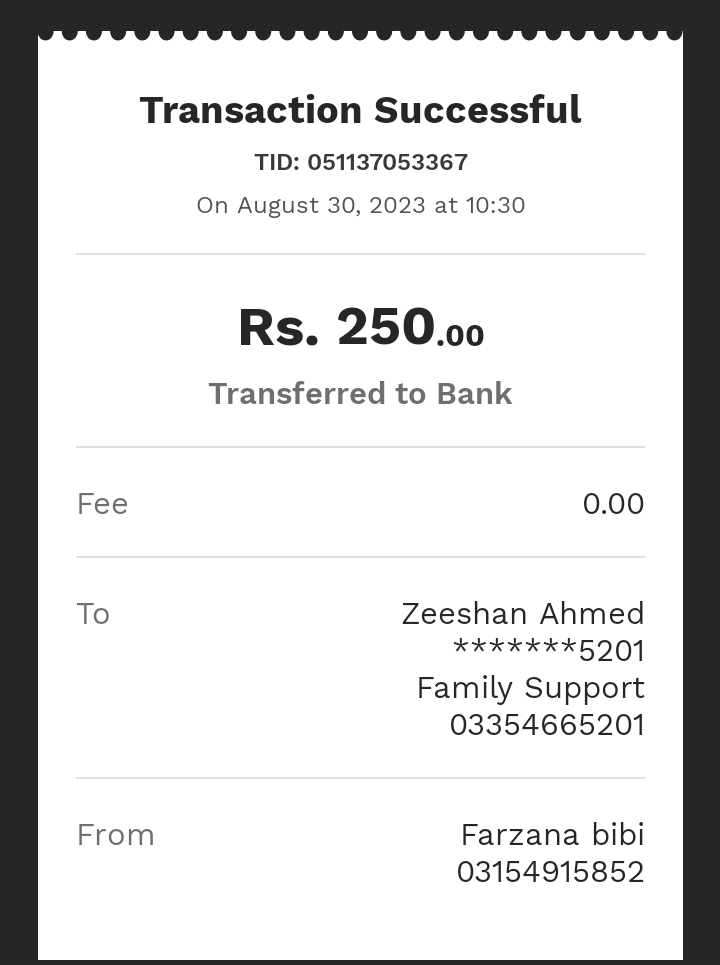 Transaction Successful
TID: 051137053367
On August 30, 2023 at 10:30
Rs. 250.00
Transferred to Bank
Fee 0.00
To Zeeshan Ahmed
*******5201
Family Support
03354665201
From Farzana bibi
03154915852